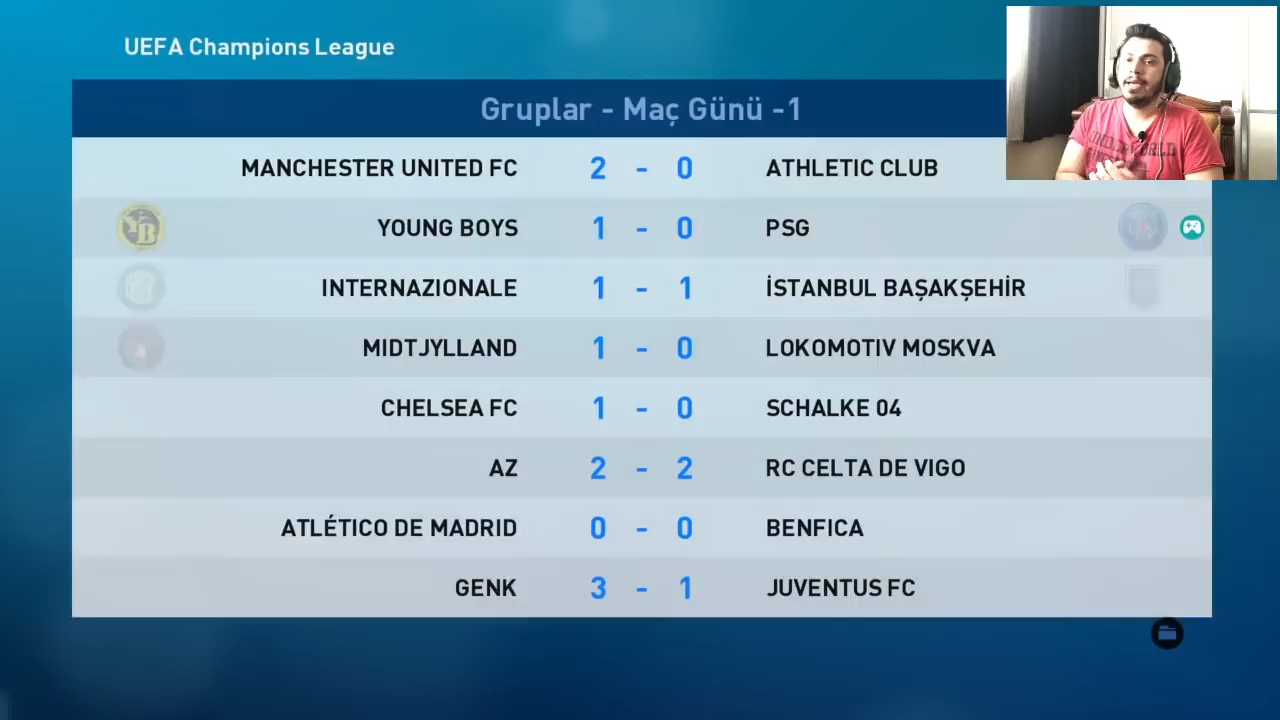 UEFA Champions League
Gruplar - Maç Günü -1
MANCHESTER UNITED FC 2 - 0 ATHLETIC CLUB
YOUNG BOYS 1 - 0 PSG
INTERNAZIONALE 1 - 1 İSTANBUL BAŞAKŞEHİR
MIDTJYLLAND 1 - 0 LOKOMOTIV MOSKVA
CHELSEA FC 1 - 0 SCHALKE 04
AZ 2 - 2 RC CELTA DE VIGO
ATLÉTICO DE MADRID 0 - 0 BENFICA
GENK 3 - 1 JUVENTUS FC